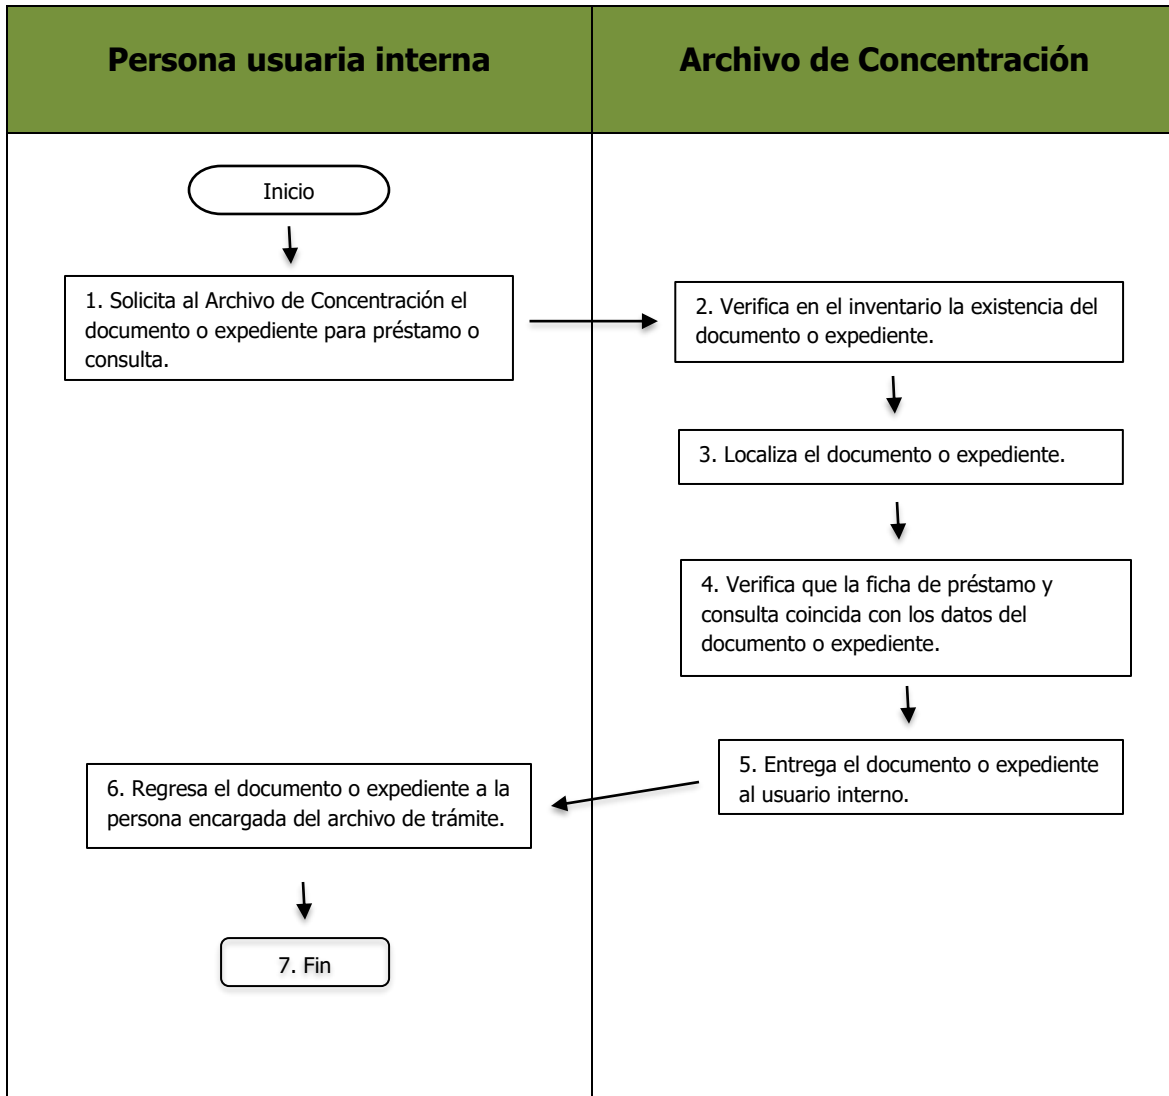 Persona usuaria interna
Archivo de Concentración
Inicio
1. Solicita al Archivo de Concentración el
documento o expediente para préstamo o
consulta.
2. Verifica en el inventario la existencia del
documento o expediente.
3. Localiza el documento o expediente.
4. Verifica que la ficha de préstamo y
consulta coincida con los datos del
documento o expediente.
5. Entrega el documento o expediente
al usuario interno.
6. Regresa el documento o expediente a la
persona encargada del archivo de trámite.
7. Fin